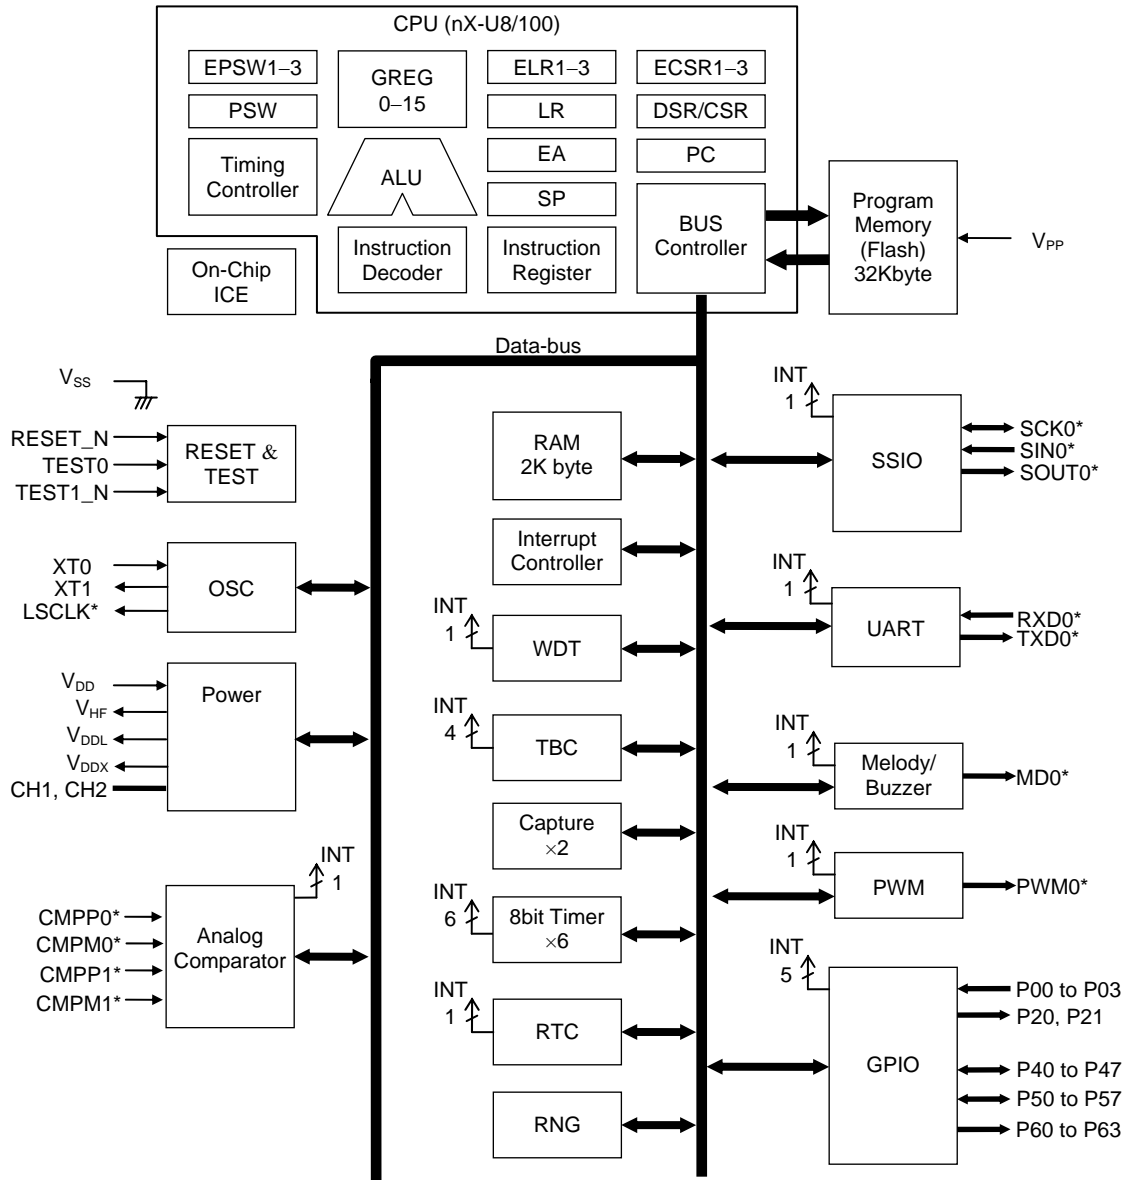 CPU (nX-U8/100)
EPSW1–3
GREG
0–15
ELR1–3
ECSR1–3
PSW
LR
DSR/CSR
Timing
Controller
ALU
EA
PC
SP
BUS
Controller
Program
Memory
(Flash)
32Kbyte
VPP
On-Chip
ICE
Instruction
Decoder
Instruction
Register
Data-bus
VSS
RESET_N
TEST0
TEST1_N
RESET &
TEST
XT0
XT1
LSCLK*
OSC
VDD
VHF
VDDL
VDDX
CH1, CH2
Power
INT
1
CMPP0*
CMPM0*
CMPP1*
CMPM1*
Analog
Comparator
RAM
2K byte
Interrupt
Controller
INT
1
WDT
INT
4
TBC
Capture
×2
INT
6
8bit Timer
×6
INT
1
RTC
RNG
INT
1
SSIO
SCK0*
SIN0*
SOUT0*
INT
1
UART
RXD0*
TXD0*
INT
1
Melody/
Buzzer
MD0*
INT
1
PWM
PWM0*
INT
5
GPIO
P00 to P03
P20, P21
P40 to P47
P50 to P57
P60 to P63